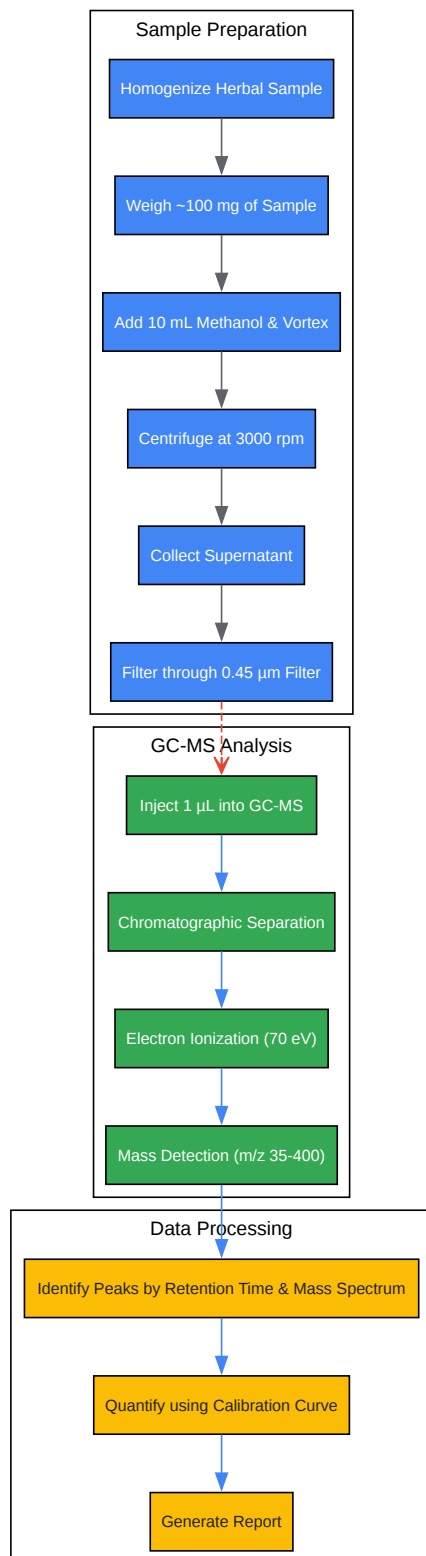 Sample Preparation
Homogenize Herbal Sample
Weigh ~100 mg of Sample
Add 10 mL Methanol & Vortex
Centrifuge at 3000 rpm
Collect Supernatant
Filter through 0.45 µm Filter
GC-MS Analysis
Inject 1 µL into GC-MS
Chromatographic Separation
Electron Ionization (70 eV)
Mass Detection (m/z 35-400)
Data Processing
Identify Peaks by Retention Time & Mass Spectrum
Quantify using Calibration Curve
Generate Report